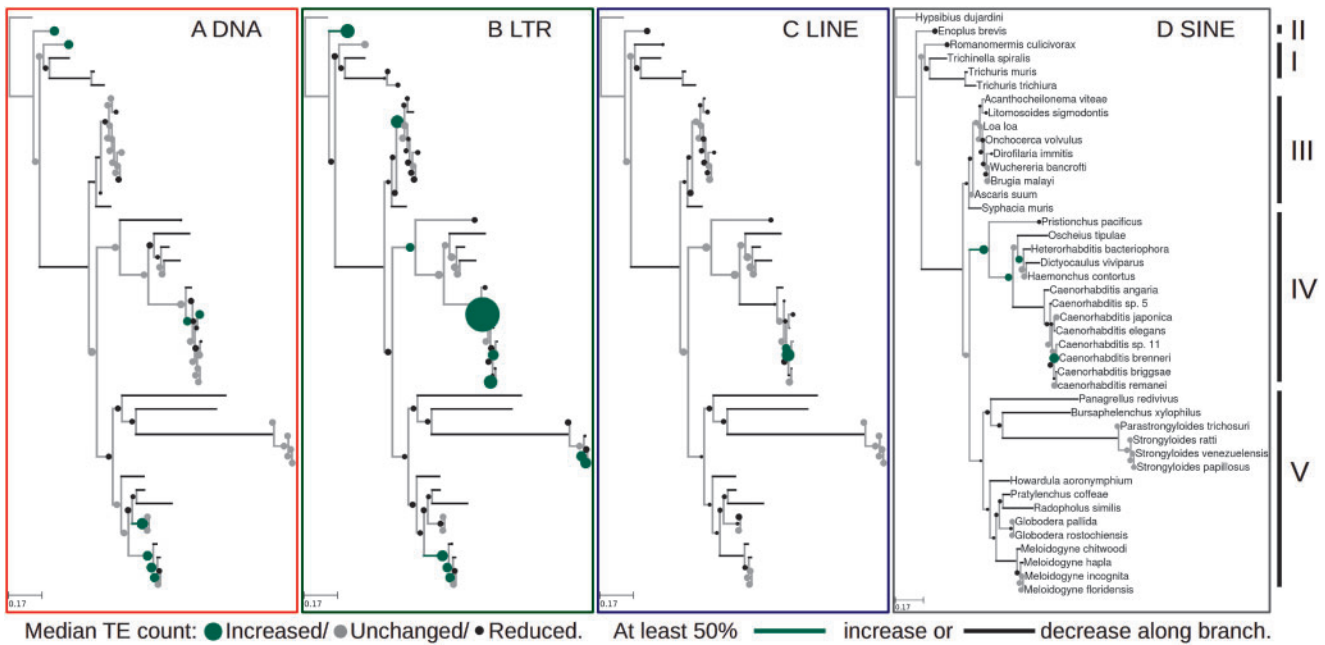 A DNA
B LTR
C LINE
D SINE
Hypsibius dujardini
Enoplus brevis
Romanomermis culicivorax
Trichinella spiralis
Trichuris muris
Trichuris trichiura
Acanthocheilonema viteae
Litomosoides sigmodontis
Loa loa
Onchocerca volvulus
Dirofilaria immitis
Wuchereria bancrofti
Brugia malayi
Ascaris suum
Syphacia muris
Pristionchus pacificus
Oscheius tipulae
Heterorhabditis bacteriophora
Dictyocaulus viviparus
Haemonchus contortus
Caenorhabditis angaria
Caenorhabditis sp. 5
Caenorhabditis japonica
Caenorhabditis elegans
Caenorhabditis sp. 11
Caenorhabditis brenneri
Caenorhabditis briggsae
caenorhabditis remanei
Panagrellus redivivus
Bursaphelenchus xylophilus
Parastrongyloides trichosuri
Strongyloides ratti
Strongyloides venezuelensis
Strongyloides papillosus
Howardula aoronymphium
Pratylenchus coffeae
Radopholus similis
Globodera pallida
Globodera rostochiensis
Meloidogyne chitwoodi
Meloidogyne hapla
Meloidogyne incognita
Meloidogyne floridensis
II
I
III
IV
V
0.17
0.17
0.17
0.17
Median TE count: Increased/ Unchanged/ Reduced. At least 50% increase or decrease along branch.